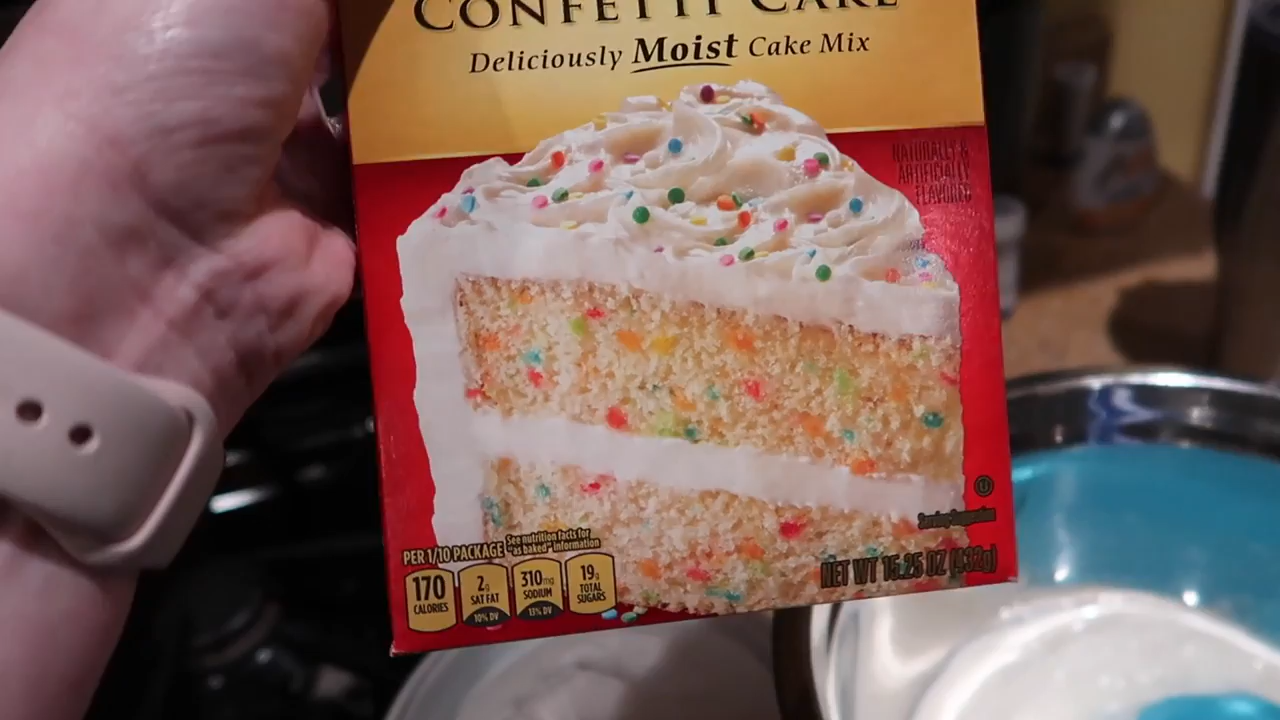 CONFETTI CAKE
Deliciously Moist Cake Mix
NATURALLY &
ARTIFICIALLY
FLAVORED
U
Serving Suggestion
PER 1/10 PACKAGE
See nutrition facts for
"as baked" information
170
CALORIES
2g
SAT FAT
10% DV
310mg
SODIUM
13% DV
19g
TOTAL
SUGARS
NET WT 15.25 OZ (432g)